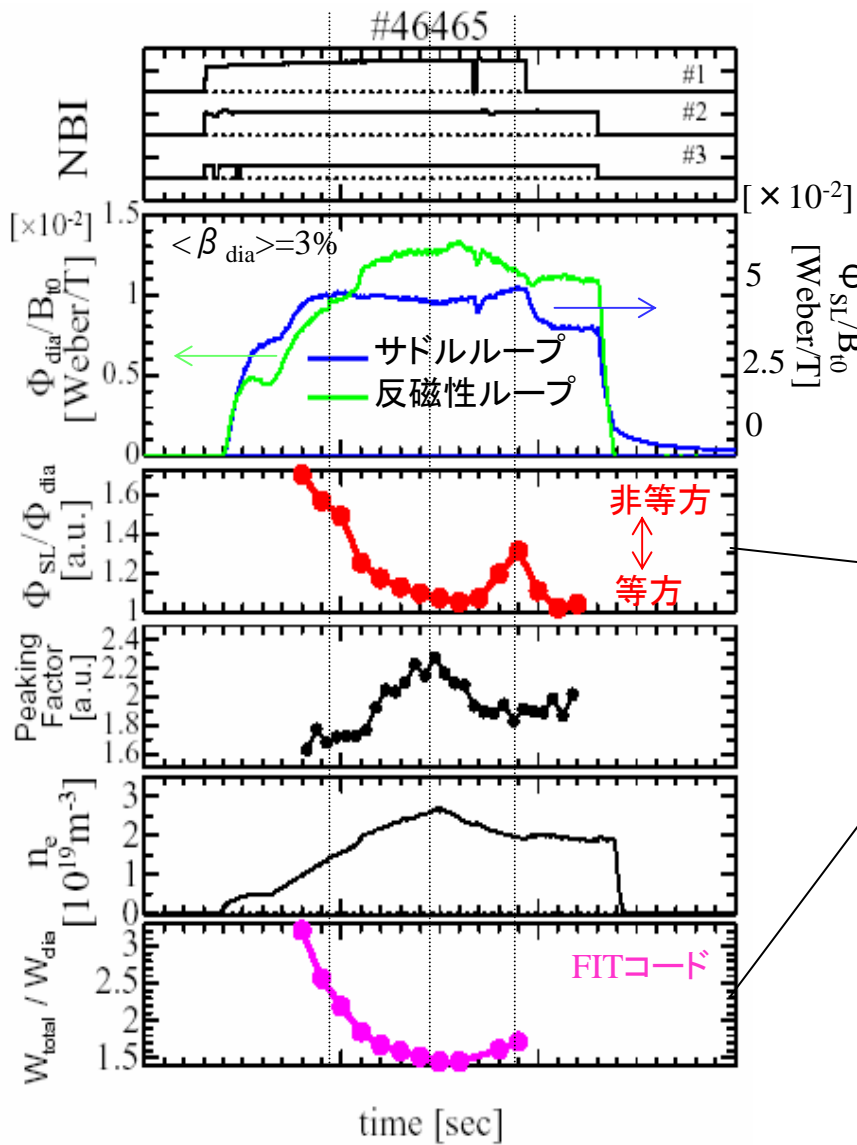 #46465
NBI
#1
#2
#3
[×10-2]
[×10-2]
Φdia/Bt0
[Weber/T]
1.5
1
0.5
0
<β dia>=3%
サドルループ
反磁性ループ
5
2.5
0
ΦSL/Bt0
[Weber/T]
ΦSL/Φdia
[a.u.]
1.6
1.4
1.2
1
非等方
等方
Peaking
Factor
[a.u.]
2.4
2.2
2
1.8
1.6
ne
[1019m-3]
3
2
1
0
Wtotal / Wdia
3
2.5
2
1.5
FITコード
time [sec]